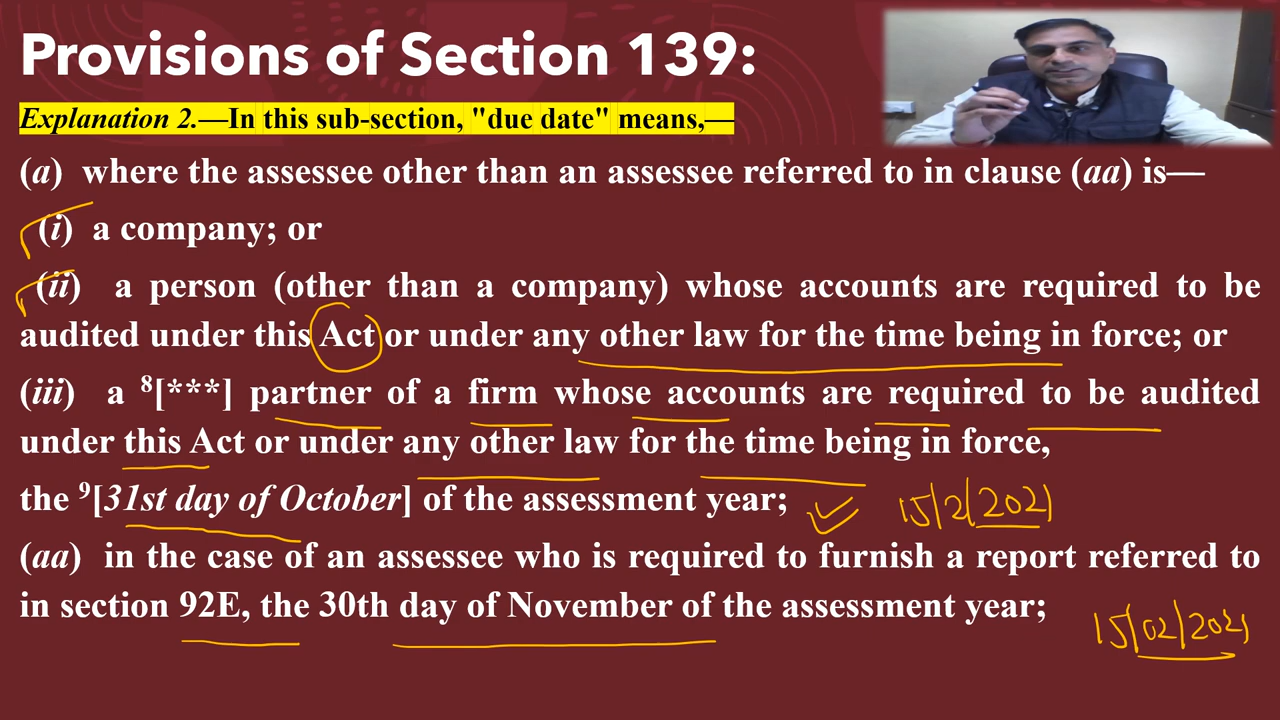 Provisions of Section 139:
Explanation 2.—In this sub-section, "due date" means,—
(a) where the assessee other than an assessee referred to in clause (aa) is—
(i) a company; or
(ii) a person (other than a company) whose accounts are required to be
audited under this Act or under any other law for the time being in force; or
(iii) a 8[***] partner of a firm whose accounts are required to be audited
under this Act or under any other law for the time being in force,
the 9[31st day of October] of the assessment year;
15/2/2021
(aa) in the case of an assessee who is required to furnish a report referred to
in section 92E, the 30th day of November of the assessment year;
15/02/2021